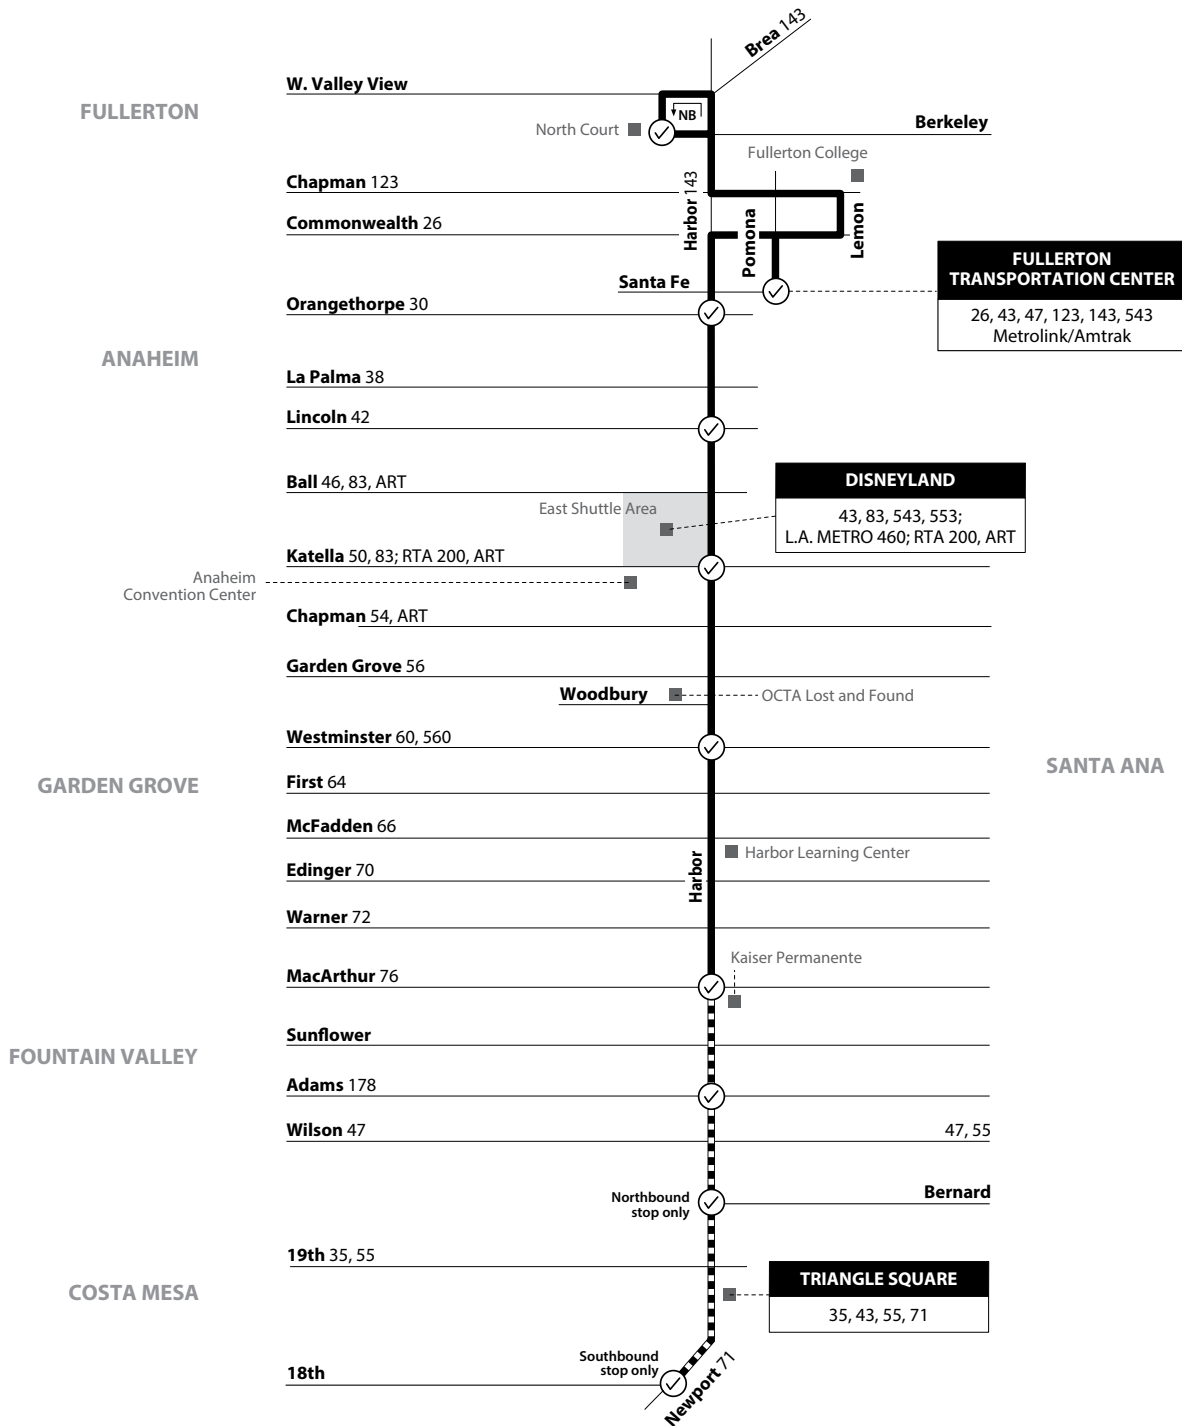 Brea 143
W. Valley View
FULLERTON
NB
North Court
Berkeley
Fullerton College
Chapman 123
Harbor 143
Commonwealth 26
Pomona
Lemon
FULLERTON
TRANSPORTATION CENTER
26, 43, 47, 123, 143, 543
Metrolink/Amtrak
Santa Fe
Orangethorpe 30
ANAHEIM
La Palma 38
Lincoln 42
Ball 46, 83, ART
East Shuttle Area
DISNEYLAND
43, 83, 543, 553;
L.A. METRO 460; RTA 200, ART
Katella 50, 83; RTA 200, ART
Anaheim
Convention Center
Chapman 54, ART
Garden Grove 56
Woodbury
OCTA Lost and Found
Westminster 60, 560
SANTA ANA
GARDEN GROVE
First 64
McFadden 66
Harbor Learning Center
Edinger 70
Harbor
Warner 72
Kaiser Permanente
MacArthur 76
Sunflower
FOUNTAIN VALLEY
Adams 178
Wilson 47
47, 55
Bernard
Northbound
stop only
19th 35, 55
COSTA MESA
TRIANGLE SQUARE
35, 43, 55, 71
Southbound
stop only
18th
Newport 71